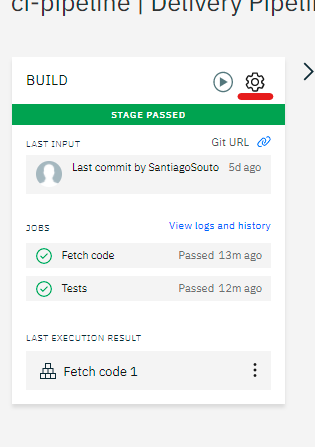 ci-pipeline | Delivery Pipeli
BUILD
STAGE PASSED
LAST INPUT Git URL
Last commit by SantiagoSouto 5d ago
JOBS View logs and history
Fetch code Passed 13m ago
Tests Passed 12m ago
LAST EXECUTION RESULT
Fetch code 1